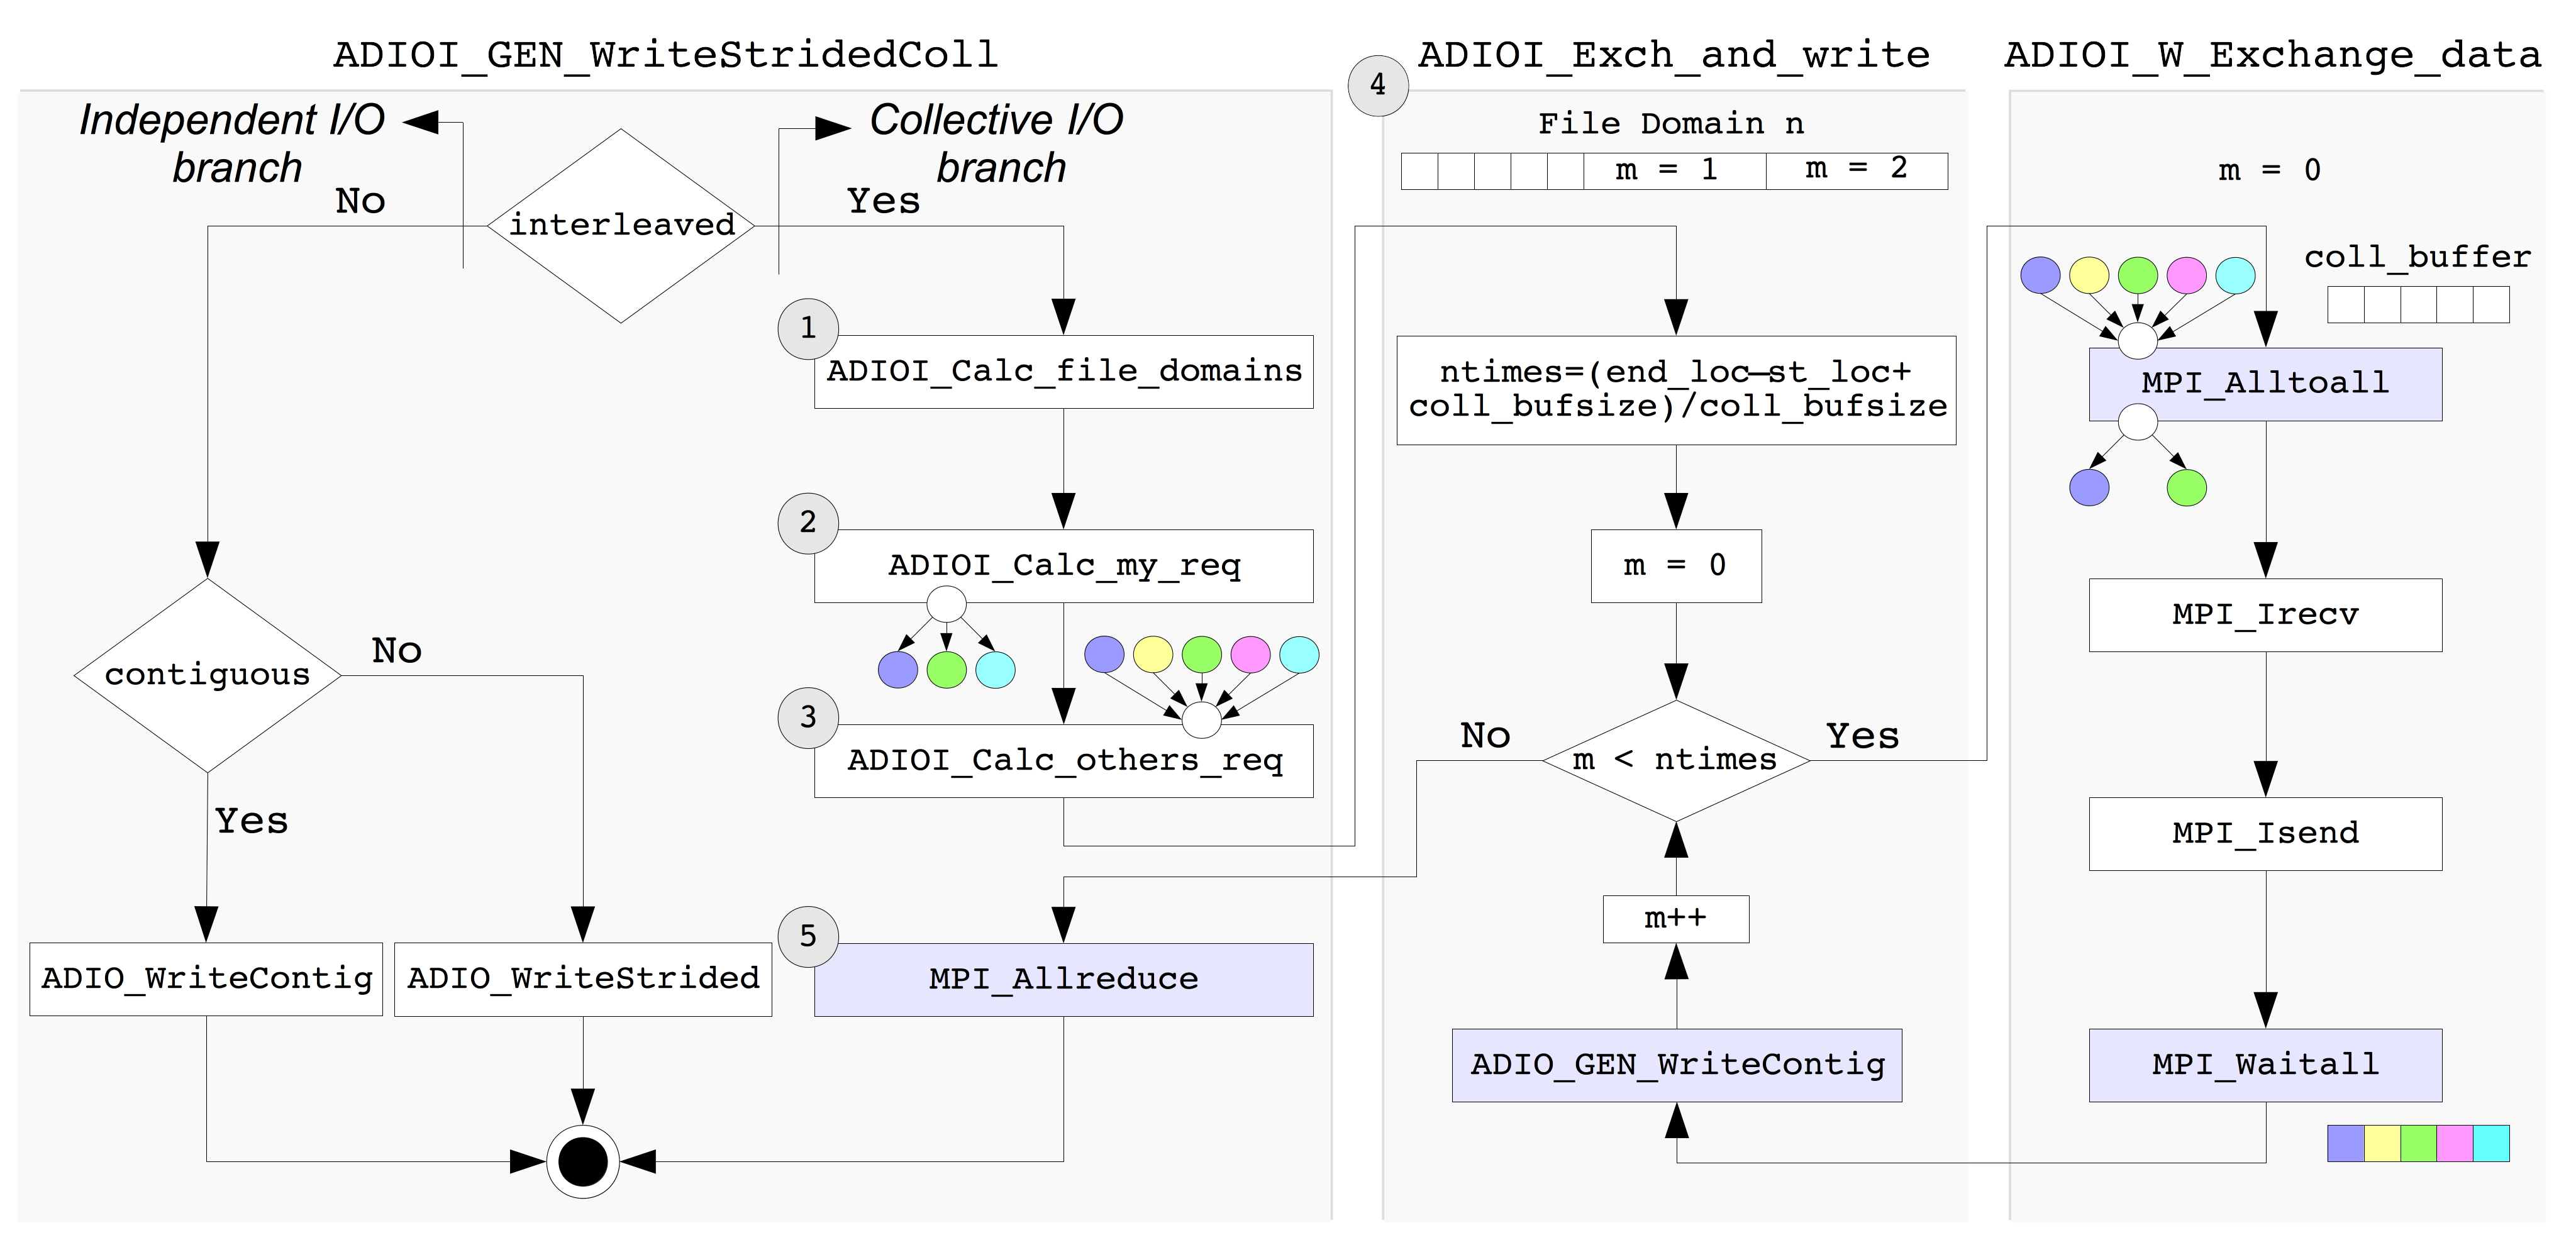 ADIOI_GEN_WriteStridedColl
Independent I/O
branch
Collective I/O
branch
No
interleaved
Yes
1
ADIOI_Calc_file_domains
2
ADIOI_Calc_my_req
3
ADIOI_Calc_others_req
contiguous
No
Yes
ADIO_WriteContig
ADIO_WriteStrided
5
MPI_Allreduce
4
ADIOI_Exch_and_write
File Domain n
m = 1
m = 2
ntimes=(end_loc—st_loc+
coll_bufsize)/coll_bufsize
m = 0
No
m < ntimes
Yes
m++
ADIO_GEN_WriteContig
ADIOI_W_Exchange_data
m = 0
coll_buffer
MPI_Alltoall
MPI_Irecv
MPI_Isend
MPI_Waitall